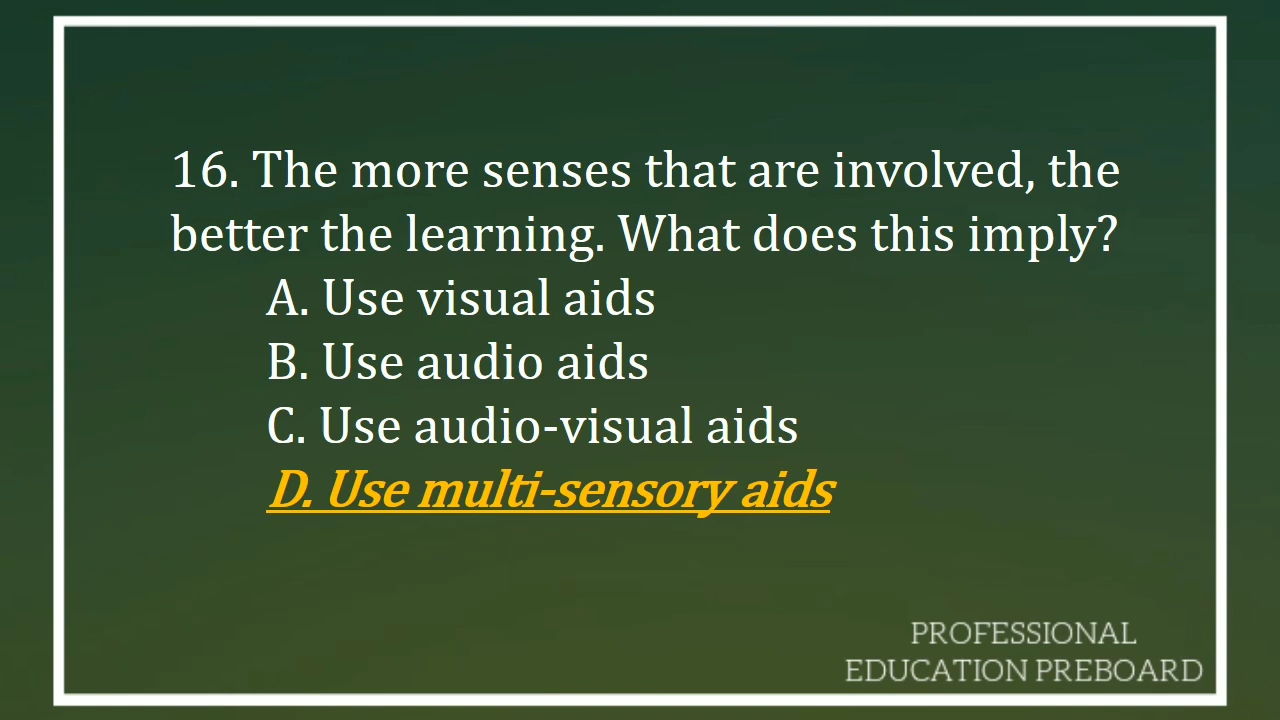 16. The more senses that are involved, the
better the learning. What does this imply?
A. Use visual aids
B. Use audio aids
C. Use audio-visual aids
D. Use multi-sensory aids
PROFESSIONAL
EDUCATION PREBOARD